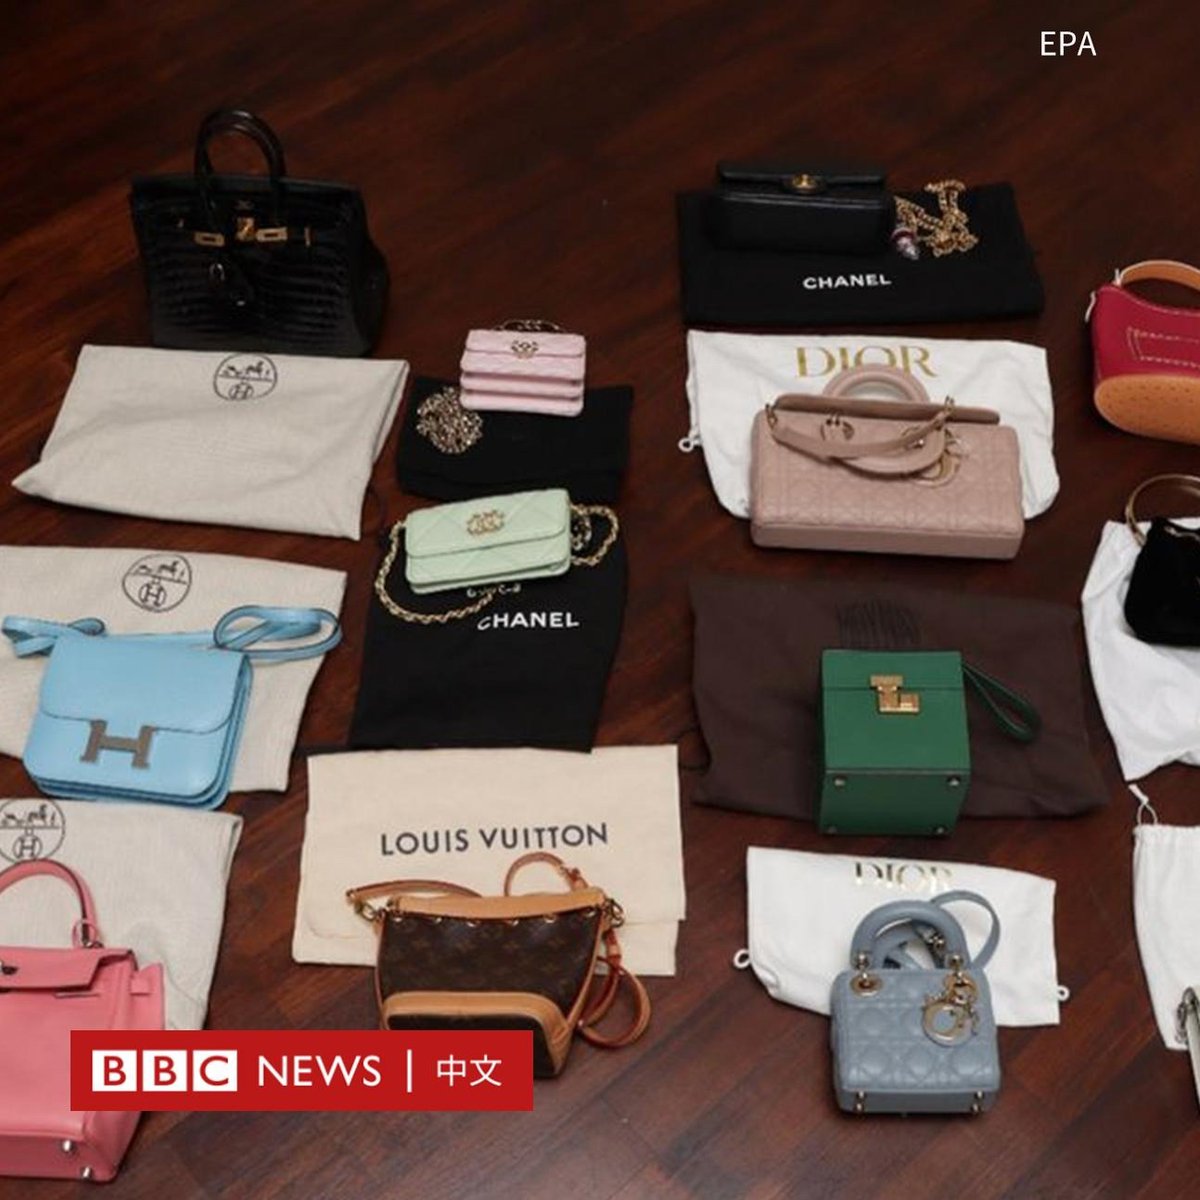 EPA
CHANEL
DIOR
CHANEL
LOUIS VUITTON
DIOR
BBC NEWS | 中文